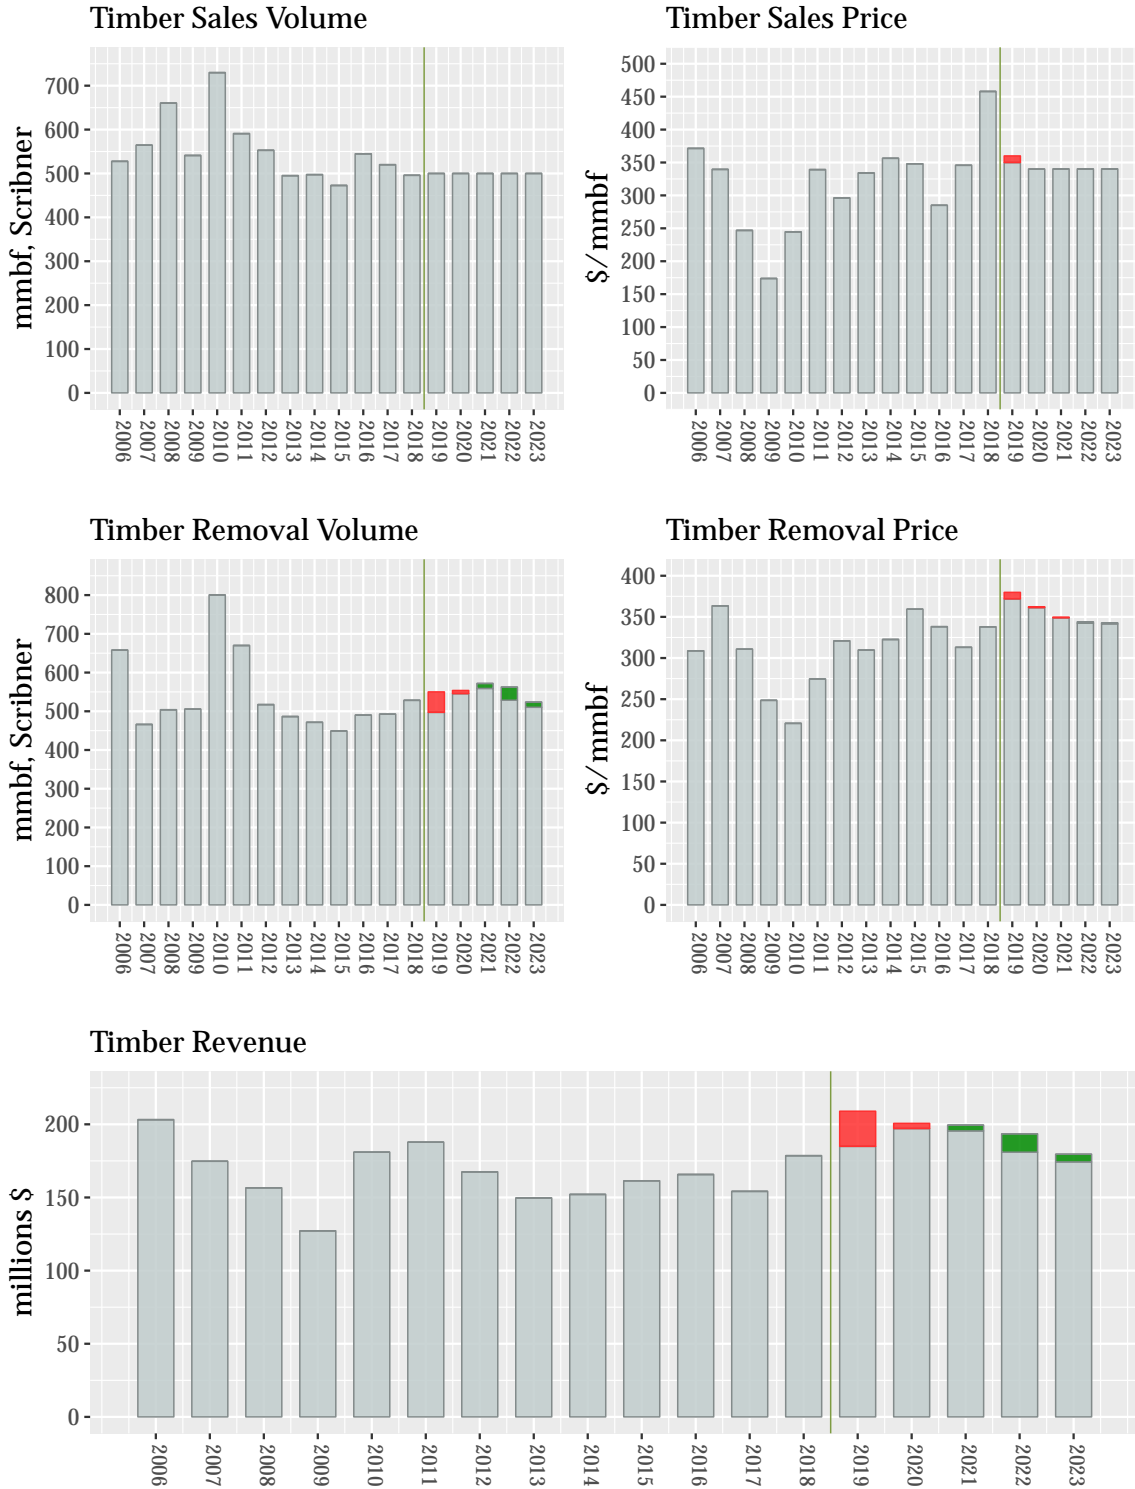 Timber Sales Volume
mmbf, Scribner
700
600
500
400
300
200
100
0
2006 2007 2008 2009 2010 2011 2012 2013 2014 2015 2016 2017 2018 2019 2020 2021 2022 2023
Timber Sales Price
$/mmbf
500
450
400
350
300
250
200
150
100
50
0
2006 2007 2008 2009 2010 2011 2012 2013 2014 2015 2016 2017 2018 2019 2020 2021 2022 2023
Timber Removal Volume
mmbf, Scribner
800
700
600
500
400
300
200
100
0
2006 2007 2008 2009 2010 2011 2012 2013 2014 2015 2016 2017 2018 2019 2020 2021 2022 2023
Timber Removal Price
$/mmbf
400
350
300
250
200
150
100
50
0
2006 2007 2008 2009 2010 2011 2012 2013 2014 2015 2016 2017 2018 2019 2020 2021 2022 2023
Timber Revenue
millions $
200
150
100
50
0
2006 2007 2008 2009 2010 2011 2012 2013 2014 2015 2016 2017 2018 2019 2020 2021 2022 2023